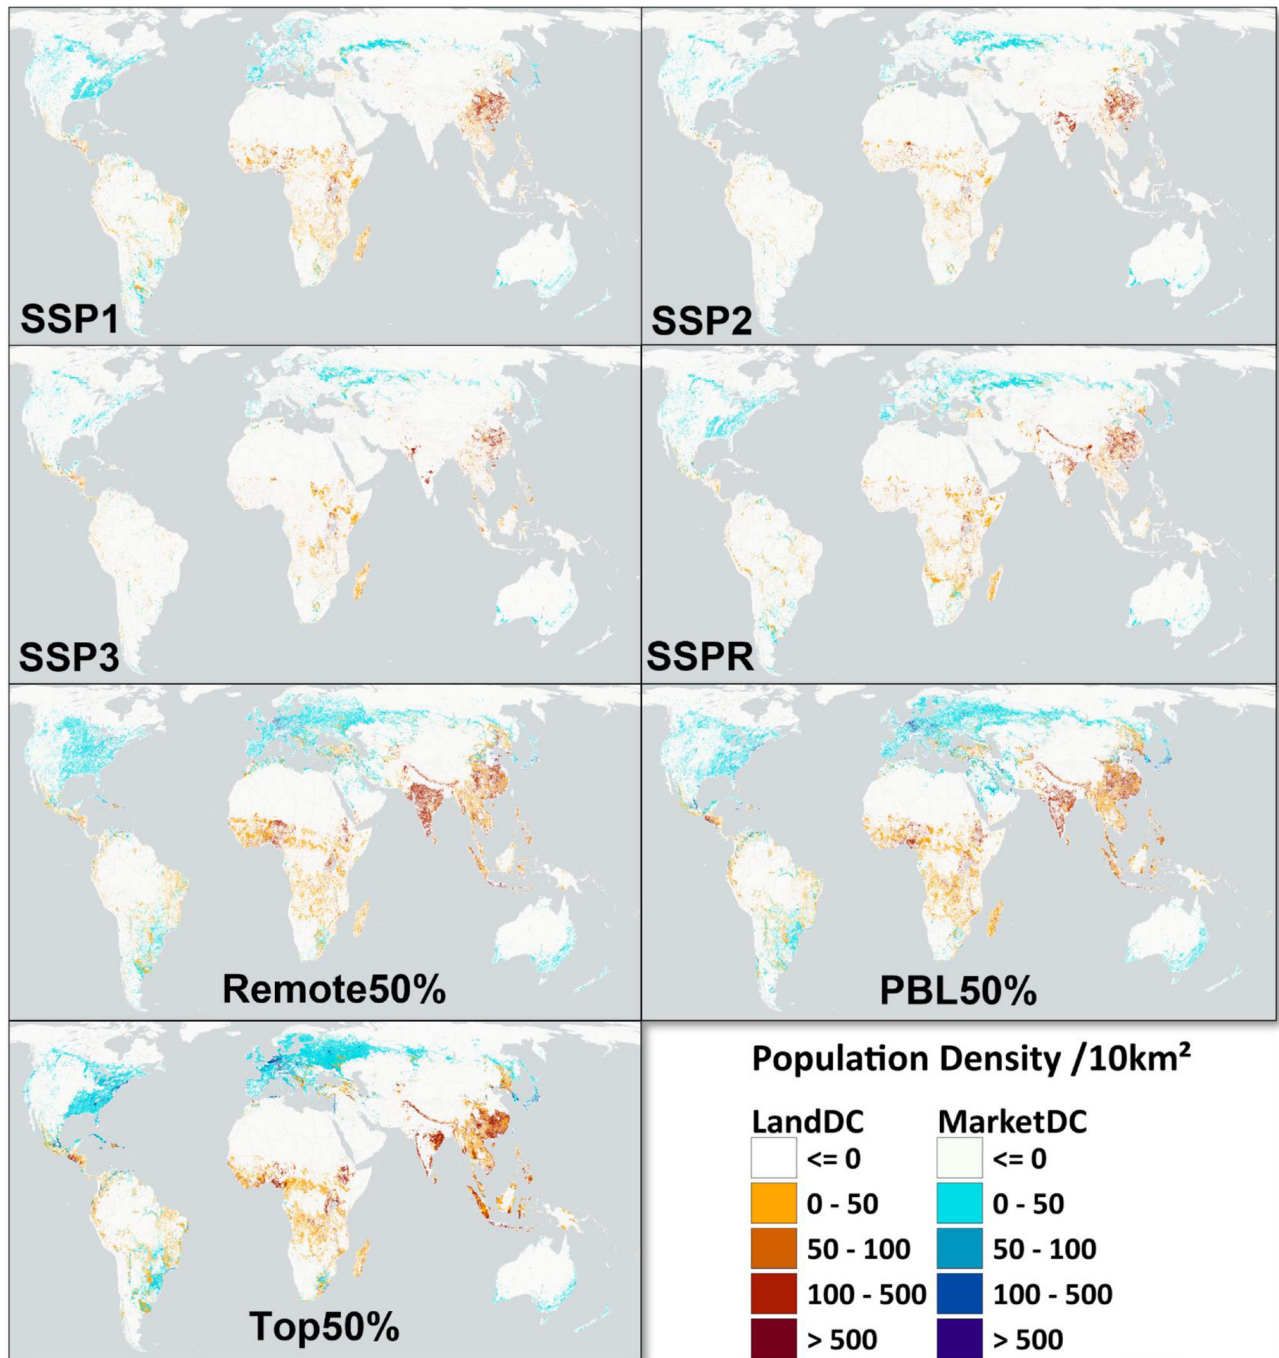 SSP1
SSP2
SSP3
SSPR
Remote50%
PBL50%
Top50%
Population Density /10km²
LandDC MarketDC
<= 0 <= 0
0 - 50 0 - 50
50 - 100 50 - 100
100 - 500 100 - 500
> 500 > 500